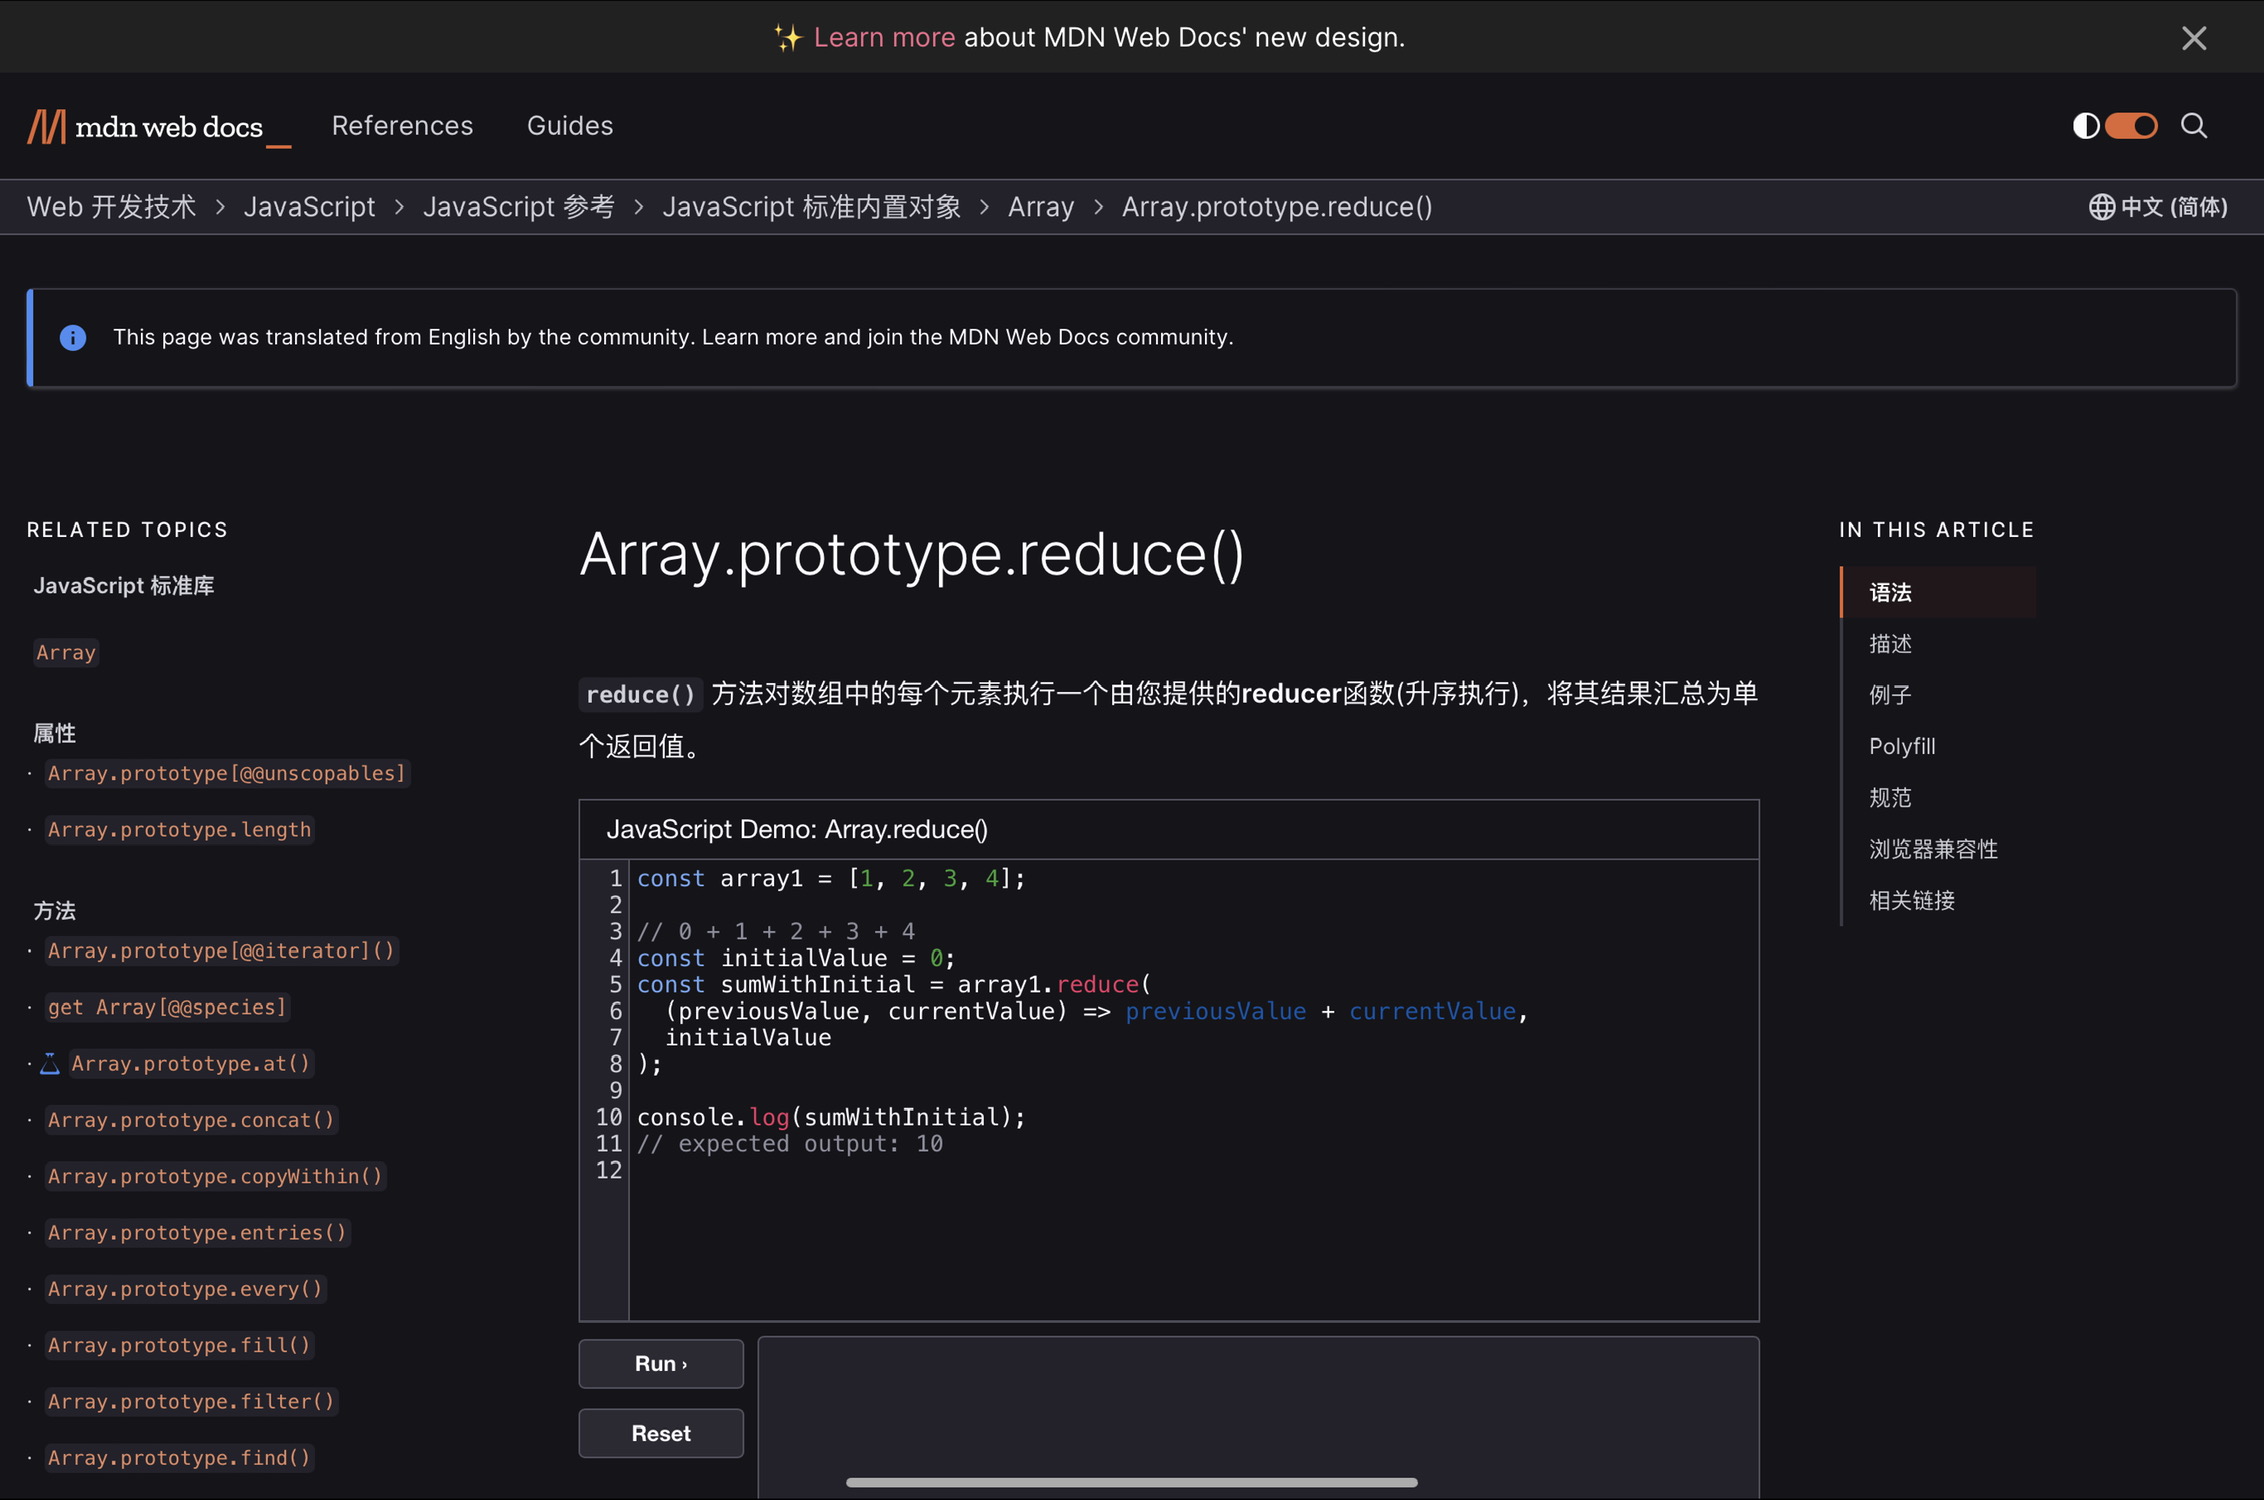 ✨ Learn more about MDN Web Docs' new design.
mdn web docs_ References Guides
Web 开发技术 > JavaScript > JavaScript 参考 > JavaScript 标准内置对象 > Array > Array.prototype.reduce() 中文 (简体)
This page was translated from English by the community. Learn more and join the MDN Web Docs community.
RELATED TOPICS
JavaScript 标准库
Array
属性
· Array.prototype[@@unscopables]
· Array.prototype.length
方法
· Array.prototype[@@iterator]()
· get Array[@@species]
· Array.prototype.at()
· Array.prototype.concat()
· Array.prototype.copyWithin()
· Array.prototype.entries()
· Array.prototype.every()
· Array.prototype.fill()
· Array.prototype.filter()
· Array.prototype.find()
Array.prototype.reduce()
reduce() 方法对数组中的每个元素执行一个由您提供的reducer函数(升序执行)，将其结果汇总为单
个返回值。
JavaScript Demo: Array.reduce()
1 const array1 = [1, 2, 3, 4];
2
3 // 0 + 1 + 2 + 3 + 4
4 const initialValue = 0;
5 const sumWithInitial = array1.reduce(
6   (previousValue, currentValue) => previousValue + currentValue,
7   initialValue
8 );
9
10 console.log(sumWithInitial);
11 // expected output: 10
12
Run ›
Reset
IN THIS ARTICLE
语法
描述
例子
Polyfill
规范
浏览器兼容性
相关链接